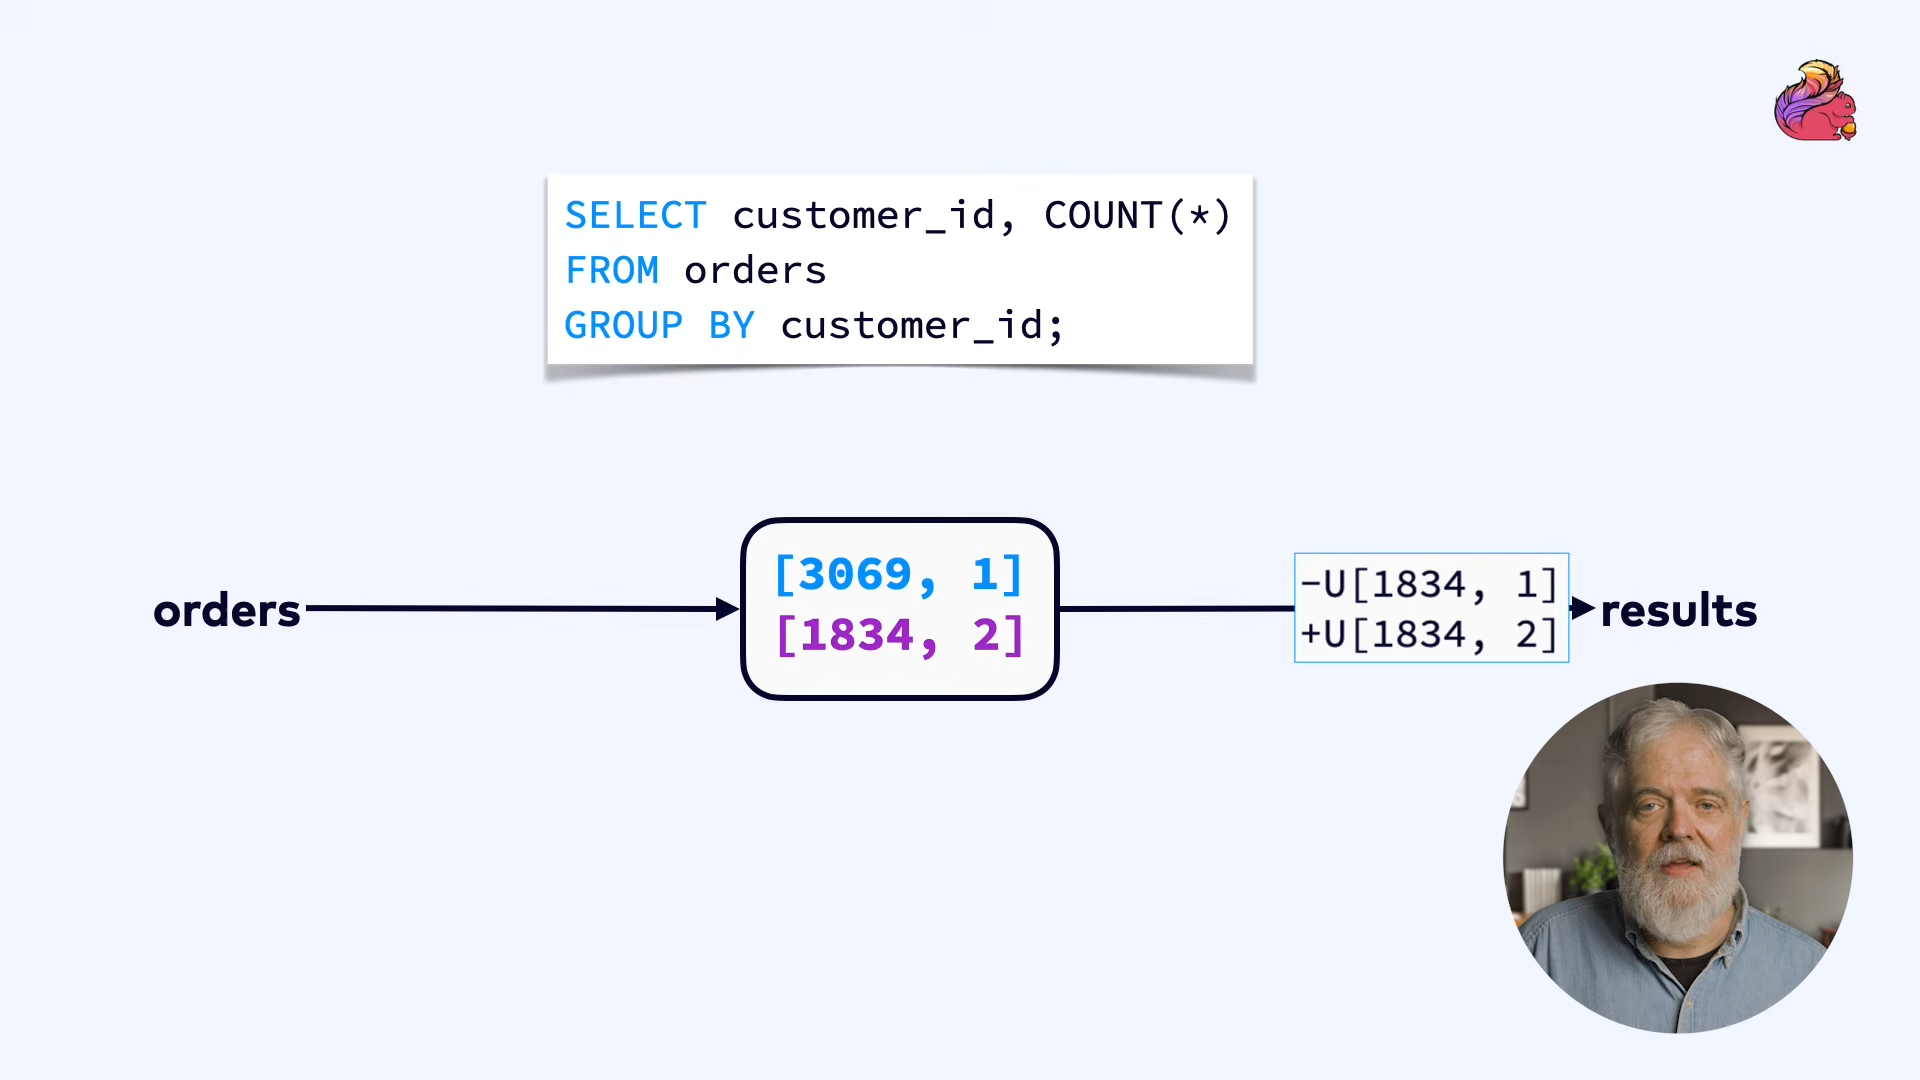 SELECT customer_id, COUNT(*)
FROM orders
GROUP BY customer_id;
orders
[3069, 1]
[1834, 2]
-U[1834, 1]
+U[1834, 2]
results